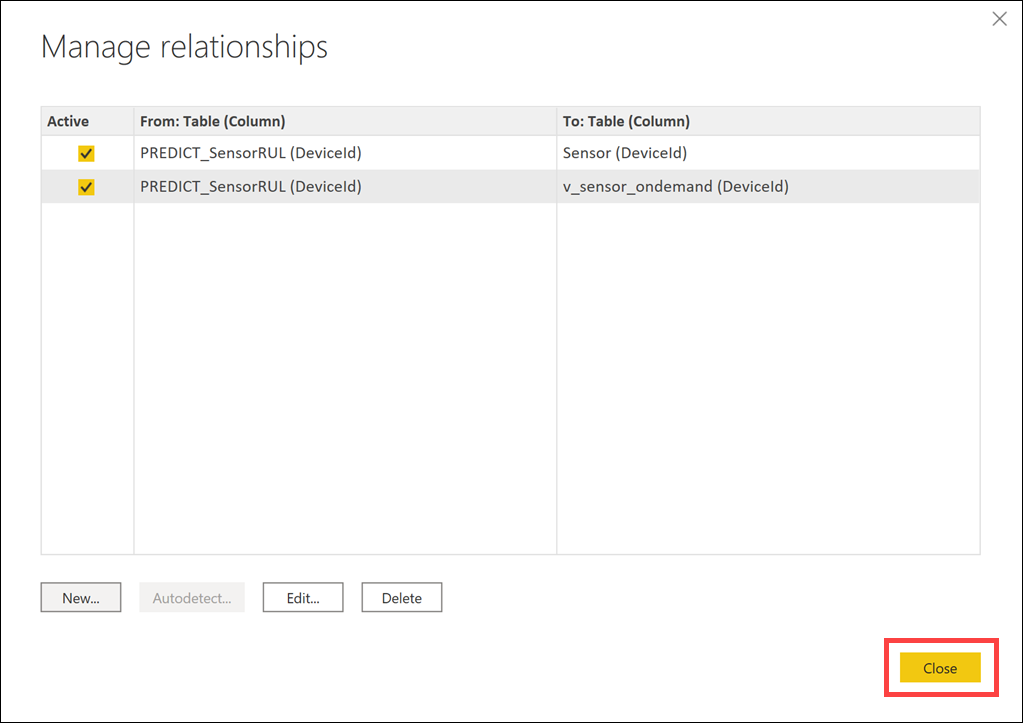 Manage relationships
Active From: Table (Column) To: Table (Column)
PREDICT_SensorRUL (DeviceId) Sensor (DeviceId)
PREDICT_SensorRUL (DeviceId) v_sensor_ondemand (DeviceId)
New... Autodetect... Edit... Delete
Close